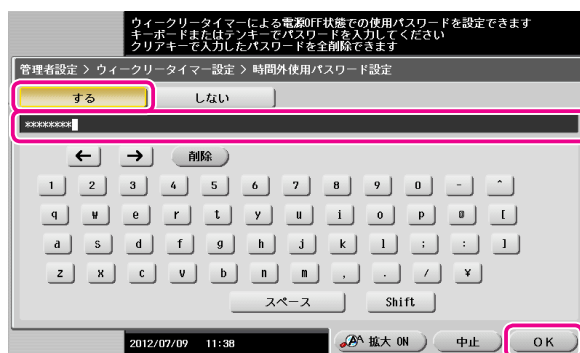 ウィークリータイマーによる電源OFF状態での使用パスワードを設定できます
キーボードまたはテンキーでパスワードを入力してください
クリアキーで入力したパスワードを全削除できます
管理者設定 > ウィークリータイマー設定 > 時間外使用パスワード設定
する しない
********
← → 削除
1 2 3 4 5 6 7 8 9 0 - ^
q w e r t y u i o p @ [
a s d f g h j k l ; : ]
z x c v b n m , . / ¥
スペース Shift
2012/07/09 11:38 拡大 ON 中止 OK